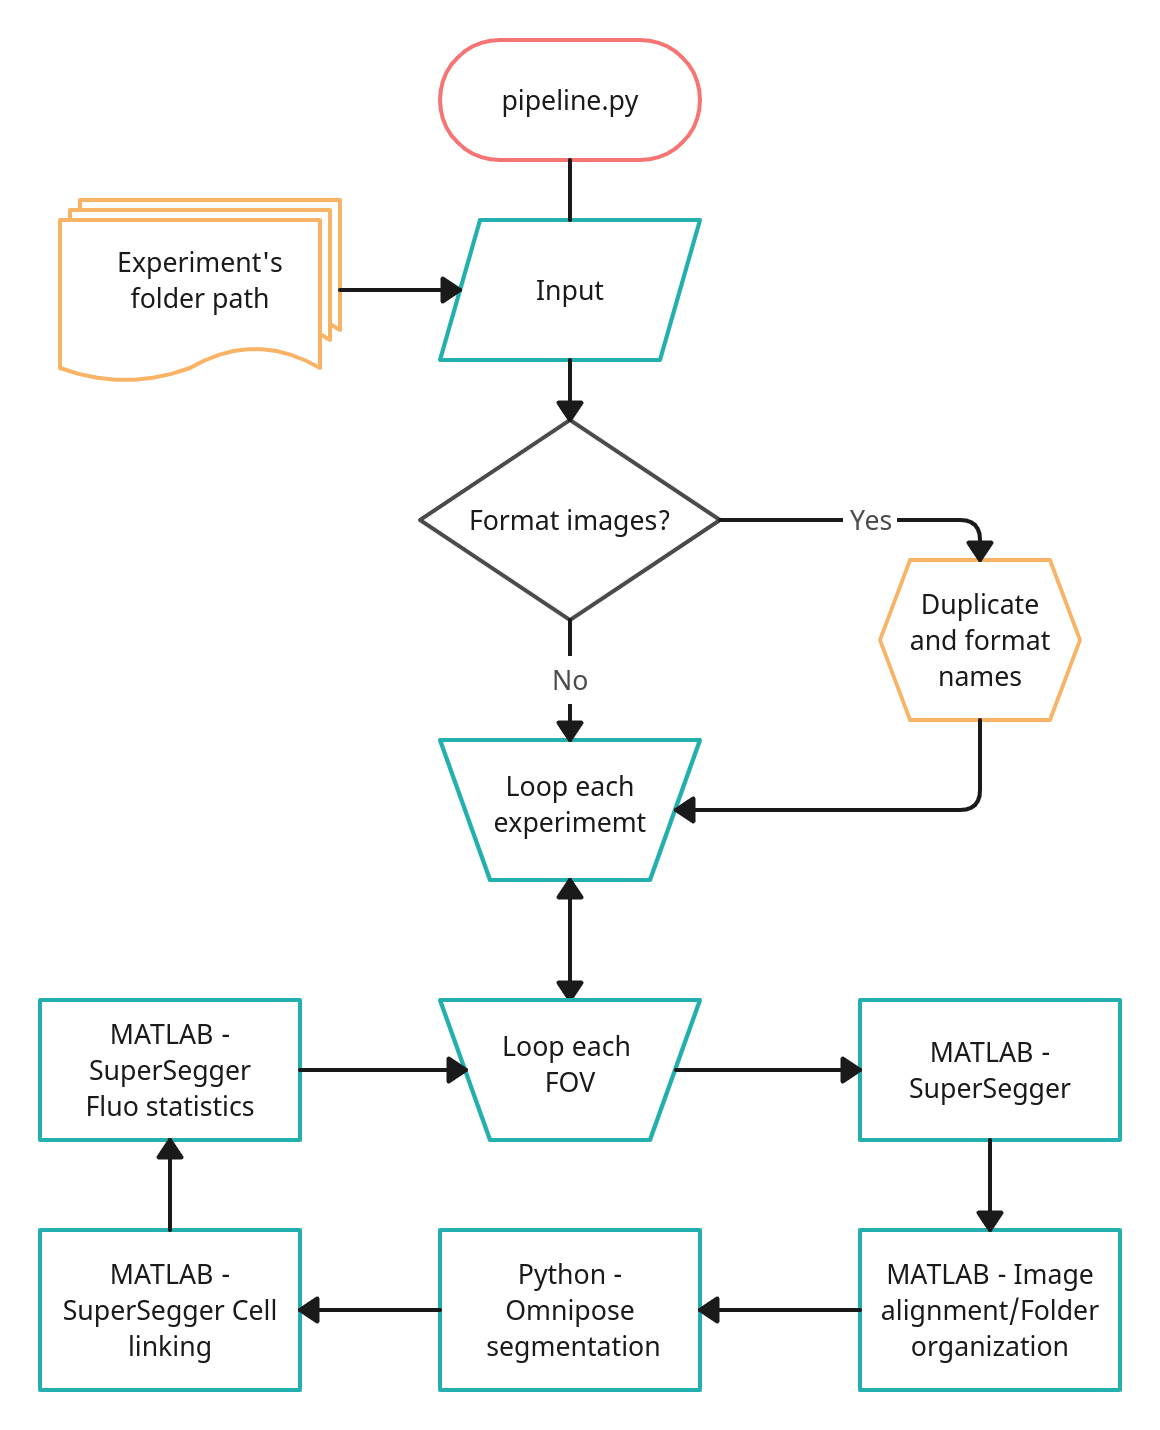 pipeline.py
Experiment's
folder path
Input
Format images?
Yes
Duplicate
and format
names
No
Loop each
experimemt
MATLAB -
SuperSegger
Fluo statistics
Loop each
FOV
MATLAB -
SuperSegger
MATLAB -
SuperSegger Cell
linking
Python -
Omnipose
segmentation
MATLAB - Image
alignment/Folder
organization